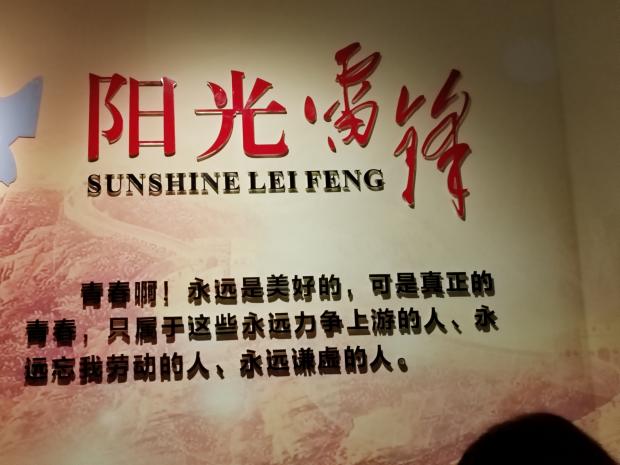 阳光雷锋
SUNSHINE LEI FENG
青春啊！永远是美好的，可是真正的
青春，只属于这些永远力争上游的人、永
远忘我劳动的人、永远谦虚的人。